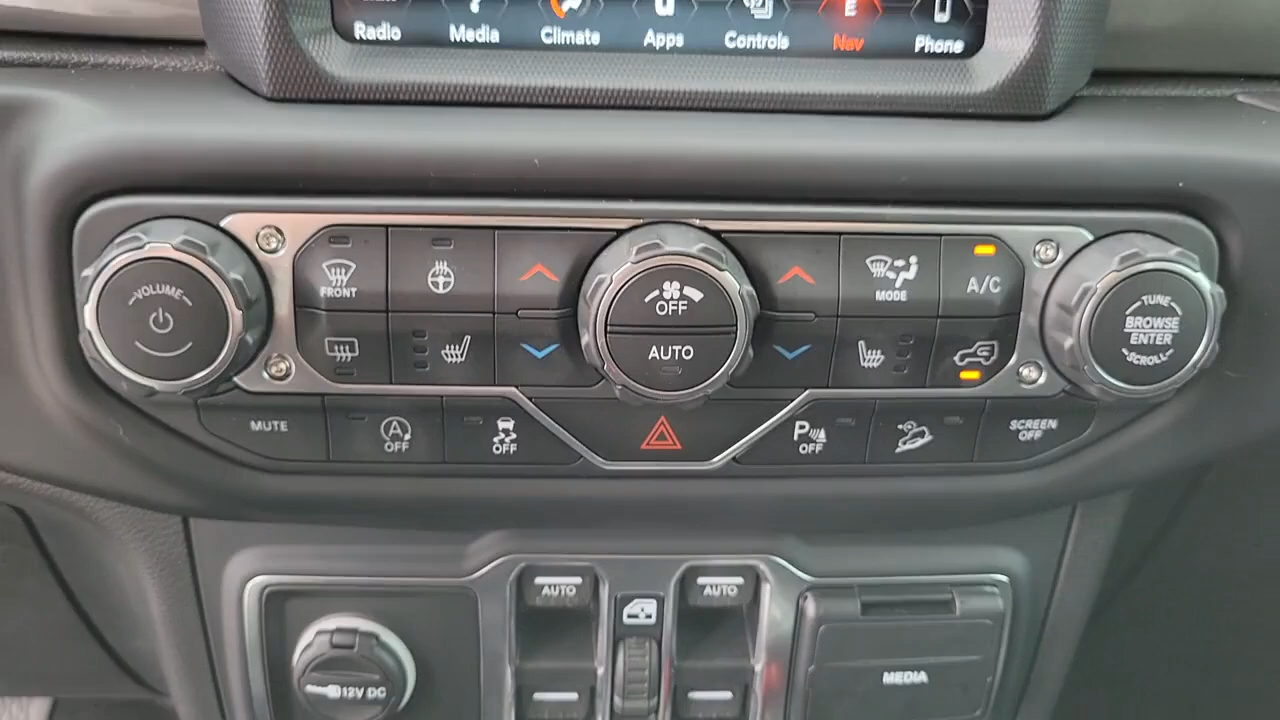 Radio Media Climate Apps Controls Nav Phone
VOLUME
FRONT
OFF
AUTO
MODE
A/C
TUNE
BROWSE
ENTER
SCROLL
MUTE
OFF
OFF
P
OFF
SCREEN
OFF
AUTO
AUTO
12V DC
MEDIA